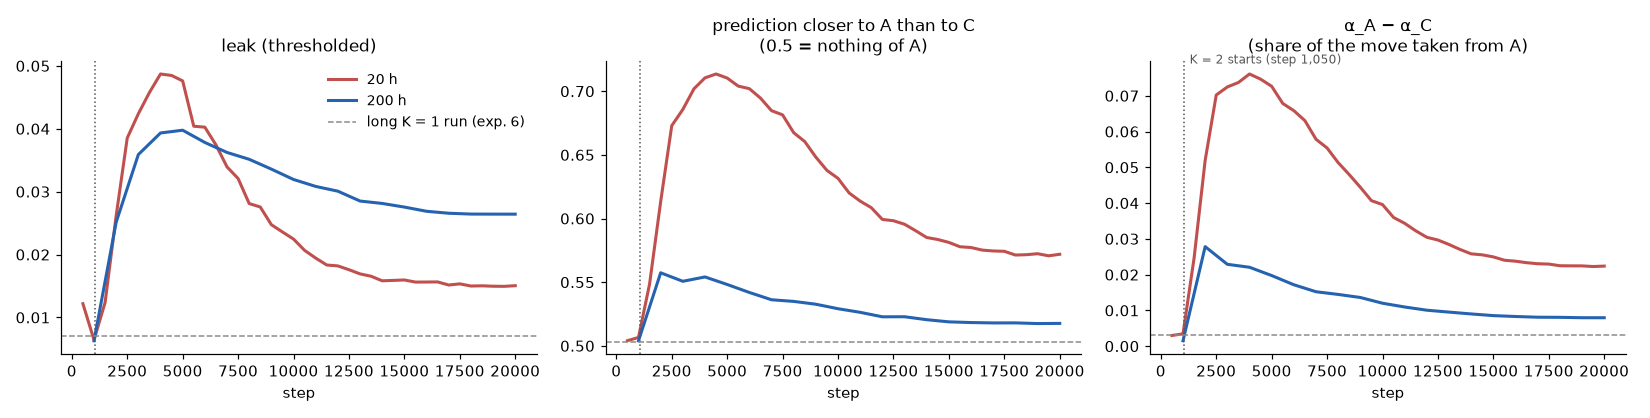 leak (thresholded)
0.05
0.04
0.03
0.02
0.01
20 h
200 h
long K = 1 run (exp. 6)
0 2500 5000 7500 10000 12500 15000 17500 20000
step
prediction closer to A than to C
(0.5 = nothing of A)
0.70
0.65
0.60
0.55
0.50
0 2500 5000 7500 10000 12500 15000 17500 20000
step
α_A − α_C
(share of the move taken from A)
K = 2 starts (step 1,050)
0.07
0.06
0.05
0.04
0.03
0.02
0.01
0.00
0 2500 5000 7500 10000 12500 15000 17500 20000
step